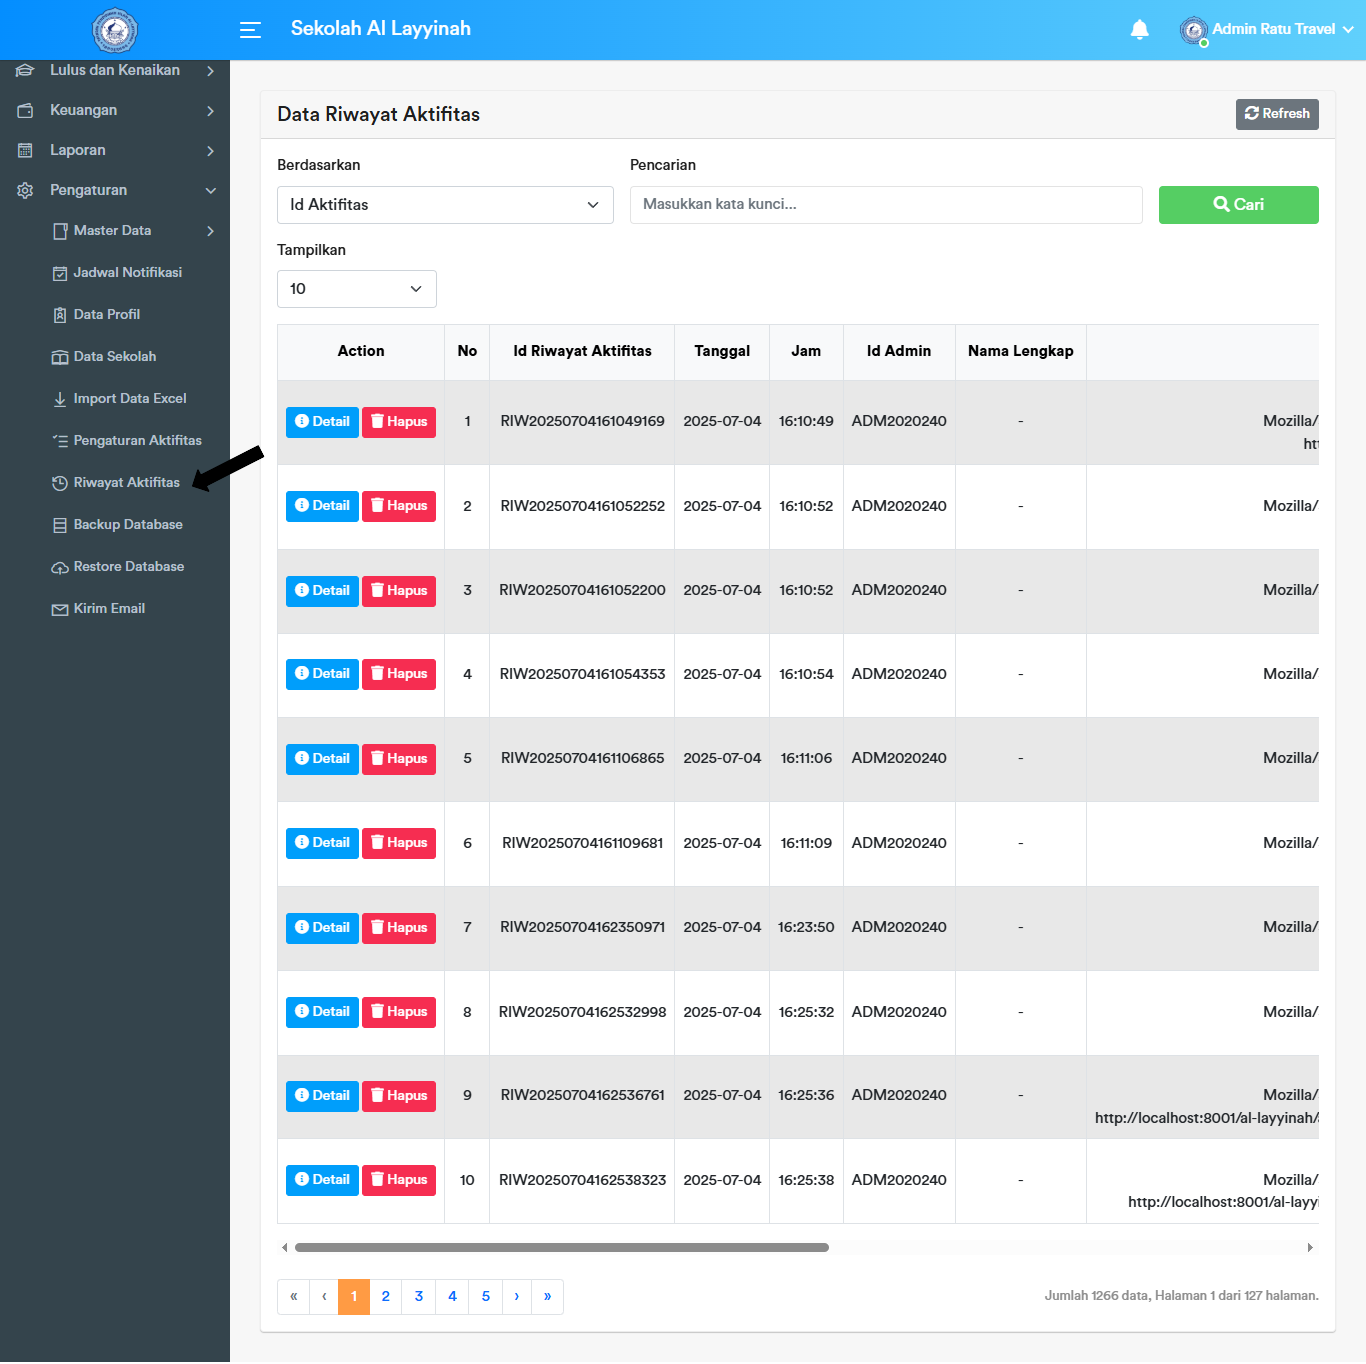 Sekolah Al Layyinah
Admin Ratu Travel
Lulus dan Kenaikan
Keuangan
Laporan
Pengaturan
Master Data
Jadwal Notifikasi
Data Profil
Data Sekolah
Import Data Excel
Pengaturan Aktifitas
Riwayat Aktifitas
Backup Database
Restore Database
Kirim Email
Data Riwayat Aktifitas
Refresh
Berdasarkan
Pencarian
Id Aktifitas
Masukkan kata kunci...
Cari
Tampilkan
10
Action No Id Riwayat Aktifitas Tanggal Jam Id Admin Nama Lengkap
Detail Hapus 1 RIW20250704161049169 2025-07-04 16:10:49 ADM2020240 - Mozilla/
htt
Detail Hapus 2 RIW20250704161052252 2025-07-04 16:10:52 ADM2020240 - Mozilla/
Detail Hapus 3 RIW20250704161052200 2025-07-04 16:10:52 ADM2020240 - Mozilla/
Detail Hapus 4 RIW20250704161054353 2025-07-04 16:10:54 ADM2020240 - Mozilla/
Detail Hapus 5 RIW20250704161106865 2025-07-04 16:11:06 ADM2020240 - Mozilla/
Detail Hapus 6 RIW20250704161109681 2025-07-04 16:11:09 ADM2020240 - Mozilla/
Detail Hapus 7 RIW20250704162350971 2025-07-04 16:23:50 ADM2020240 - Mozilla/
Detail Hapus 8 RIW20250704162532998 2025-07-04 16:25:32 ADM2020240 - Mozilla/
Detail Hapus 9 RIW20250704162536761 2025-07-04 16:25:36 ADM2020240 - Mozilla/
http://localhost:8001/al-layyinah/
Detail Hapus 10 RIW20250704162538323 2025-07-04 16:25:38 ADM2020240 - Mozilla/
http://localhost:8001/al-layyi
« ‹ 1 2 3 4 5 › »
Jumlah 1266 data, Halaman 1 dari 127 halaman.